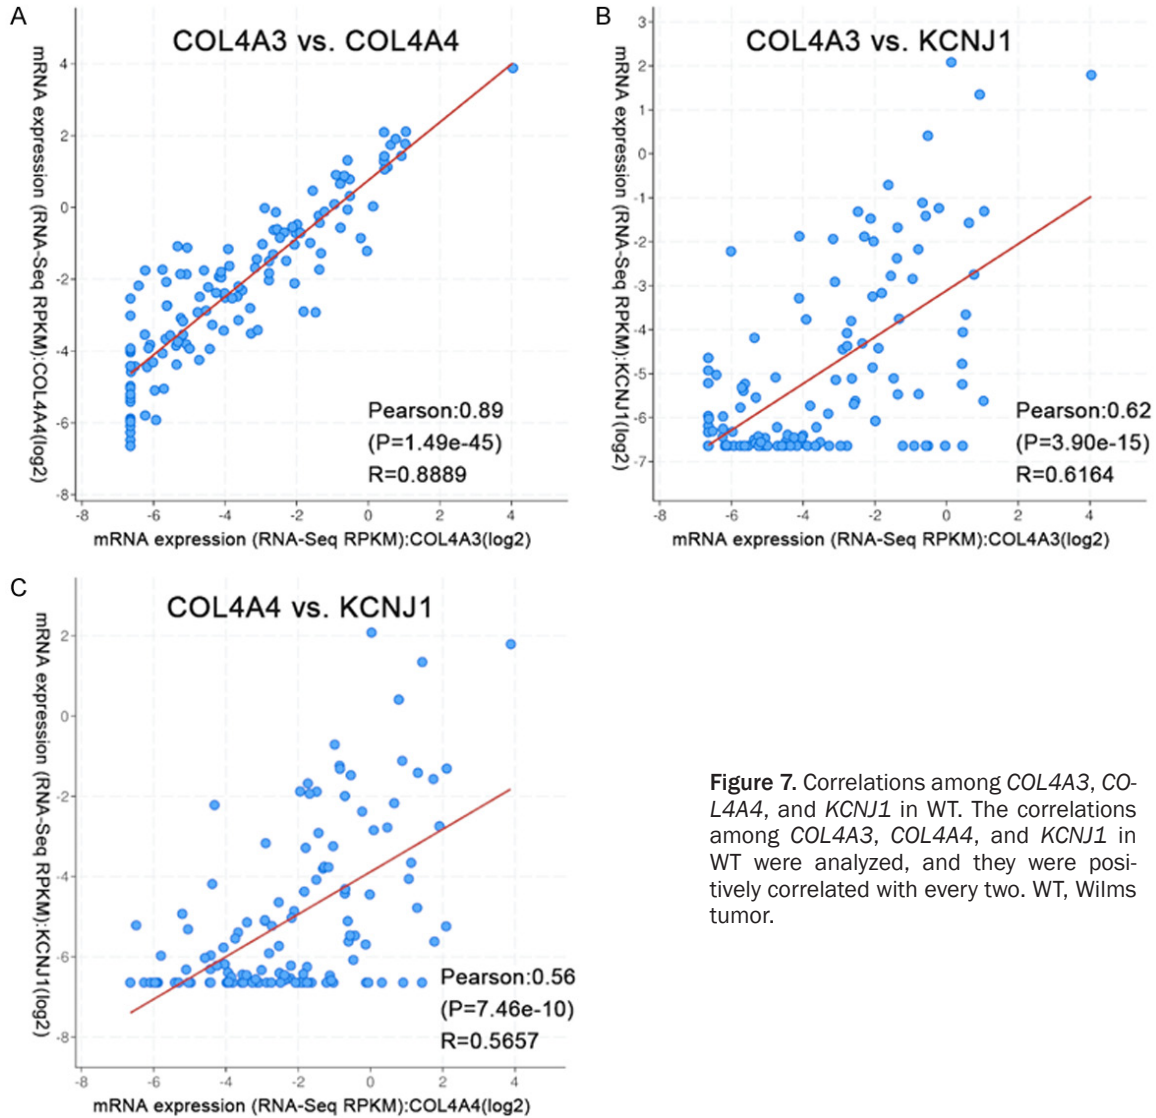 A
COL4A3 vs. COL4A4
mRNA expression (RNA-Seq RPKM):COL4A4(log2)
4
2
0
-2
-4
-6
-8
-8 -6 -4 -2 0 2 4
mRNA expression (RNA-Seq RPKM):COL4A3(log2)
Pearson:0.89
(P=1.49e-45)
R=0.8889
B
COL4A3 vs. KCNJ1
mRNA expression (RNA-Seq RPKM):KCNJ1(log2)
3
2
1
0
-1
-2
-3
-4
-5
-6
-7
-8 -6 -4 -2 0 2 4
mRNA expression (RNA-Seq RPKM):COL4A3(log2)
Pearson:0.62
(P=3.90e-15)
R=0.6164
C
COL4A4 vs. KCNJ1
mRNA expression (RNA-Seq RPKM):KCNJ1(log2)
2
0
-2
-4
-6
-8
-8 -6 -4 -2 0 2 4
mRNA expression (RNA-Seq RPKM):COL4A4(log2)
Pearson:0.56
(P=7.46e-10)
R=0.5657
Figure 7. Correlations among COL4A3, CO-
L4A4, and KCNJ1 in WT. The correlations
among COL4A3, COL4A4, and KCNJ1 in
WT were analyzed, and they were posi-
tively correlated with every two. WT, Wilms
tumor.